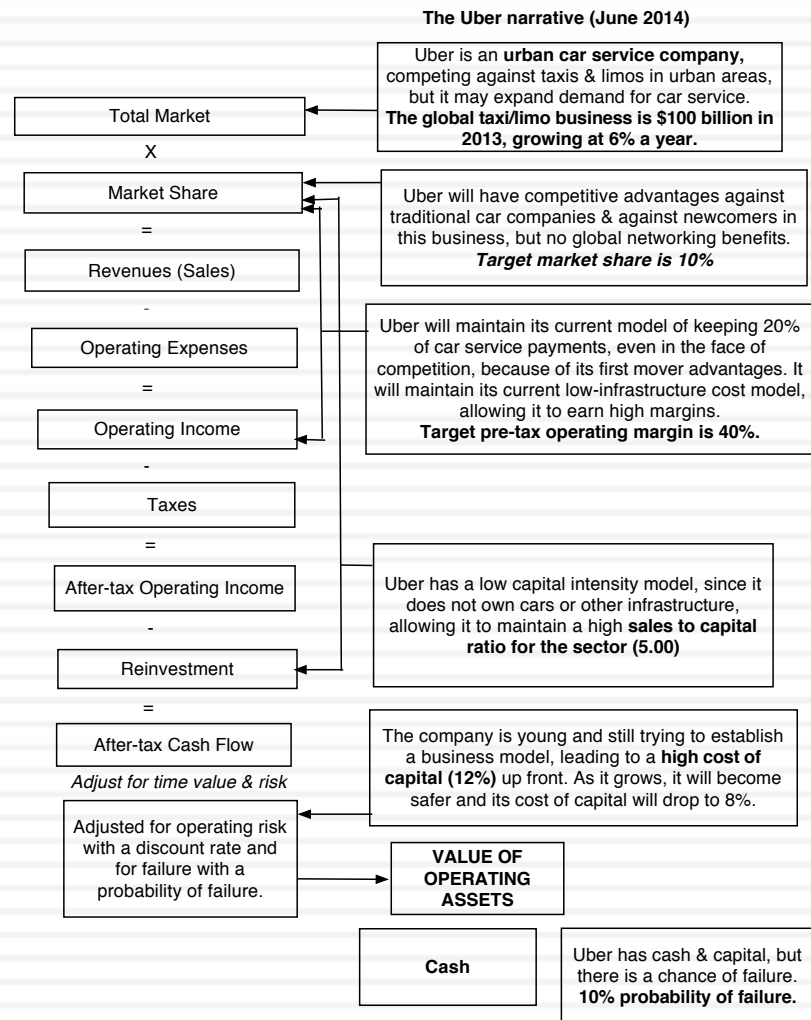 The Uber narrative (June 2014)
Uber is an urban car service company,
competing against taxis & limos in urban areas,
but it may expand demand for car service.
The global taxi/limo business is $100 billion in
2013, growing at 6% a year.
Total Market
X
Market Share
Uber will have competitive advantages against
traditional car companies & against newcomers in
this business, but no global networking benefits.
Target market share is 10%
=
Revenues (Sales)
-
Operating Expenses
Uber will maintain its current model of keeping 20%
of car service payments, even in the face of
competition, because of its first mover advantages. It
will maintain its current low-infrastructure cost model,
allowing it to earn high margins.
Target pre-tax operating margin is 40%.
=
Operating Income
-
Taxes
=
After-tax Operating Income
Uber has a low capital intensity model, since it
does not own cars or other infrastructure,
allowing it to maintain a high sales to capital
ratio for the sector (5.00)
-
Reinvestment
=
After-tax Cash Flow
The company is young and still trying to establish
a business model, leading to a high cost of
capital (12%) up front. As it grows, it will become
safer and its cost of capital will drop to 8%.
Adjust for time value & risk
Adjusted for operating risk
with a discount rate and
for failure with a
probability of failure.
VALUE OF
OPERATING
ASSETS
Cash
Uber has cash & capital, but
there is a chance of failure.
10% probability of failure.